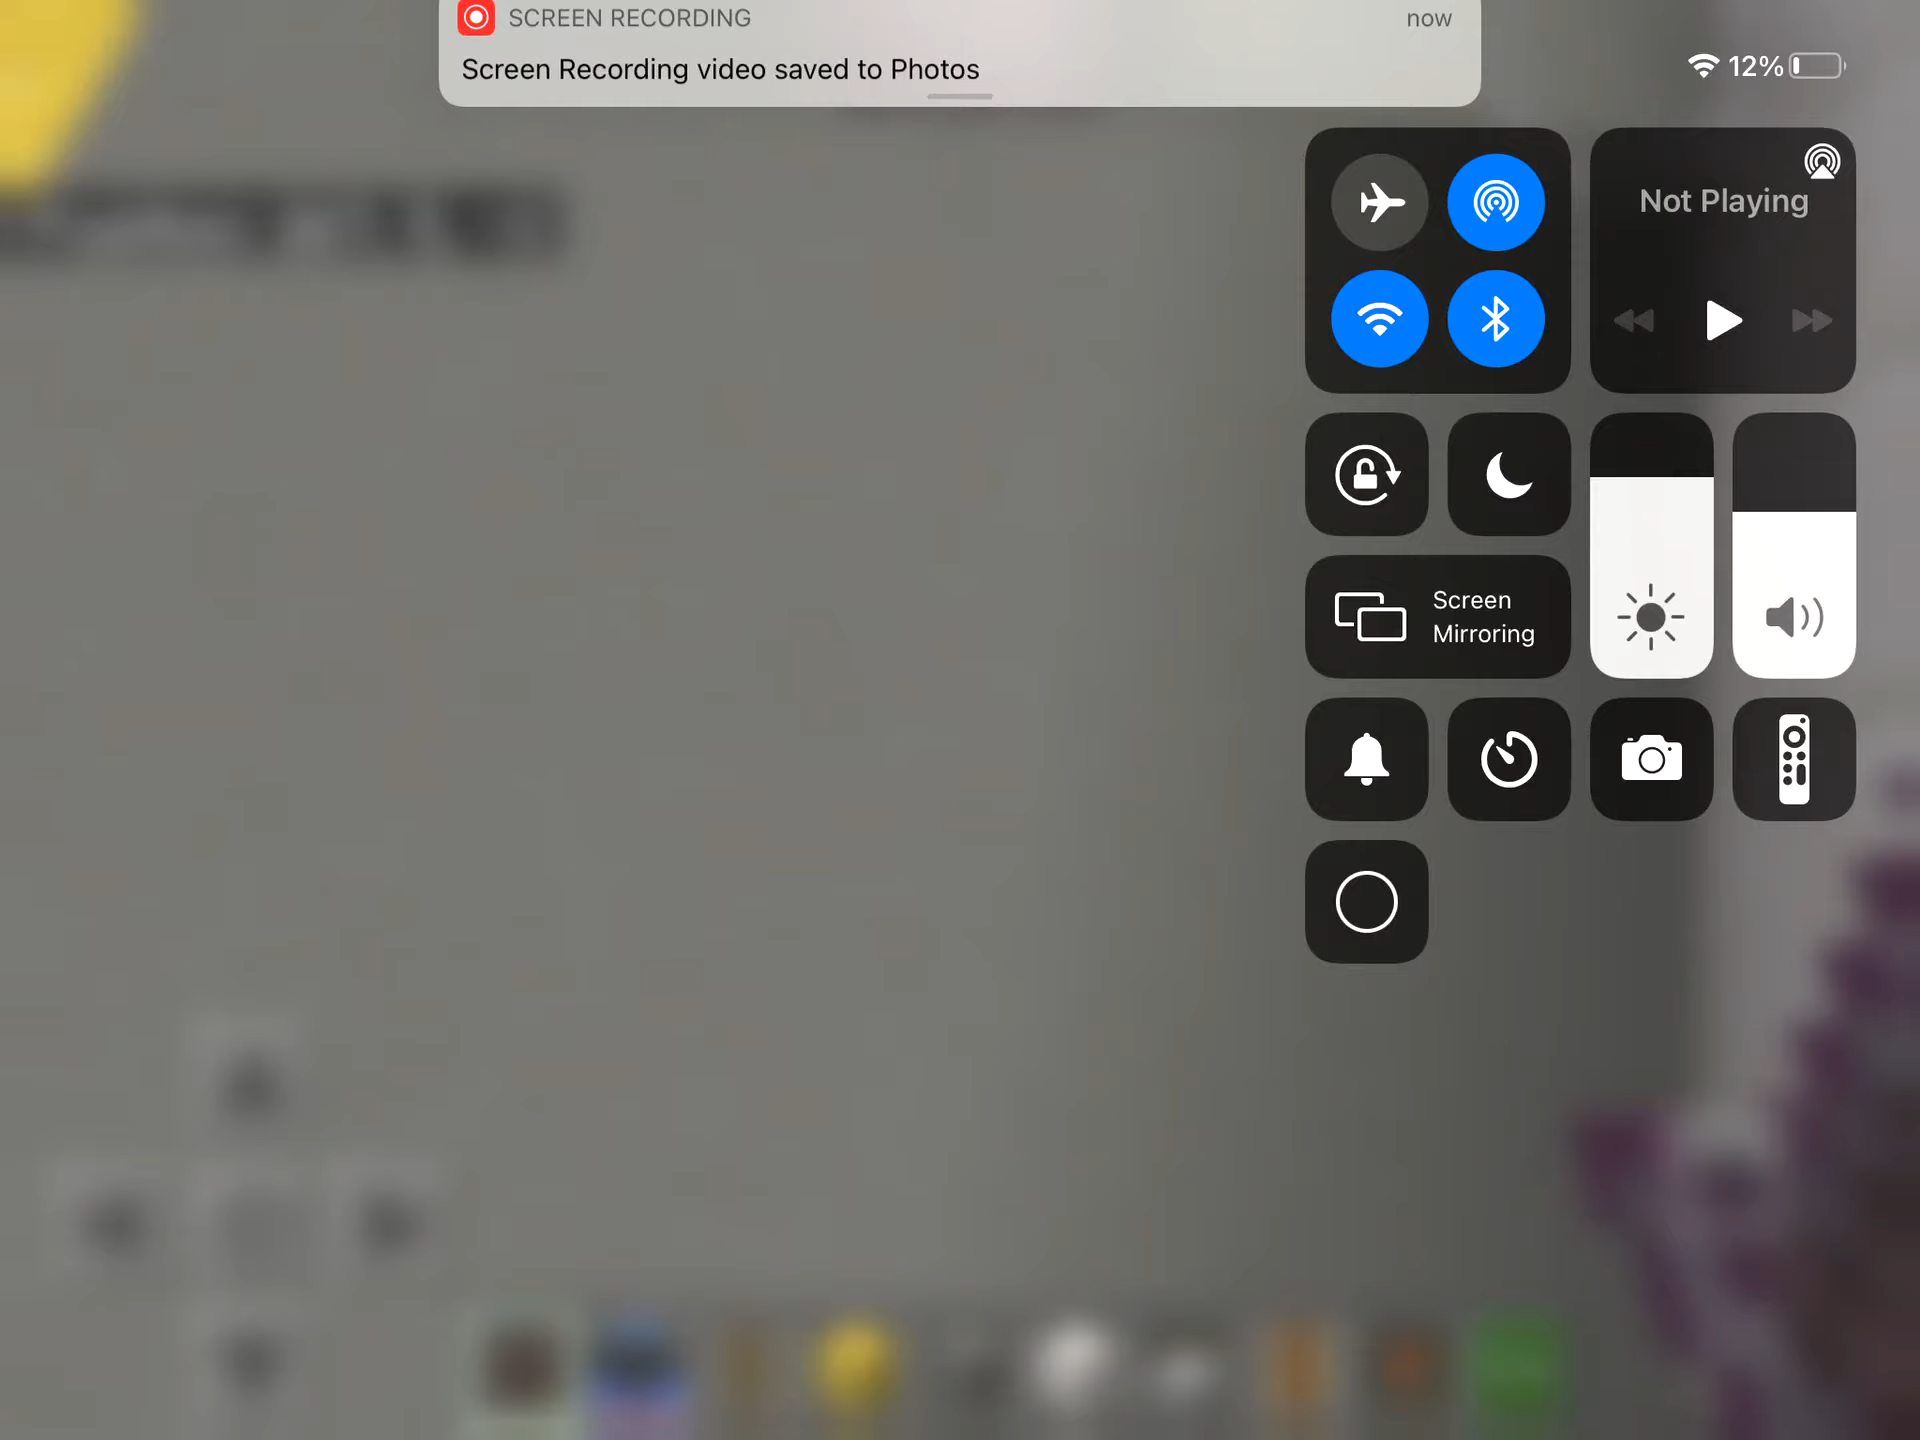 SCREEN RECORDING now
Screen Recording video saved to Photos
12%
Not Playing
Screen
Mirroring